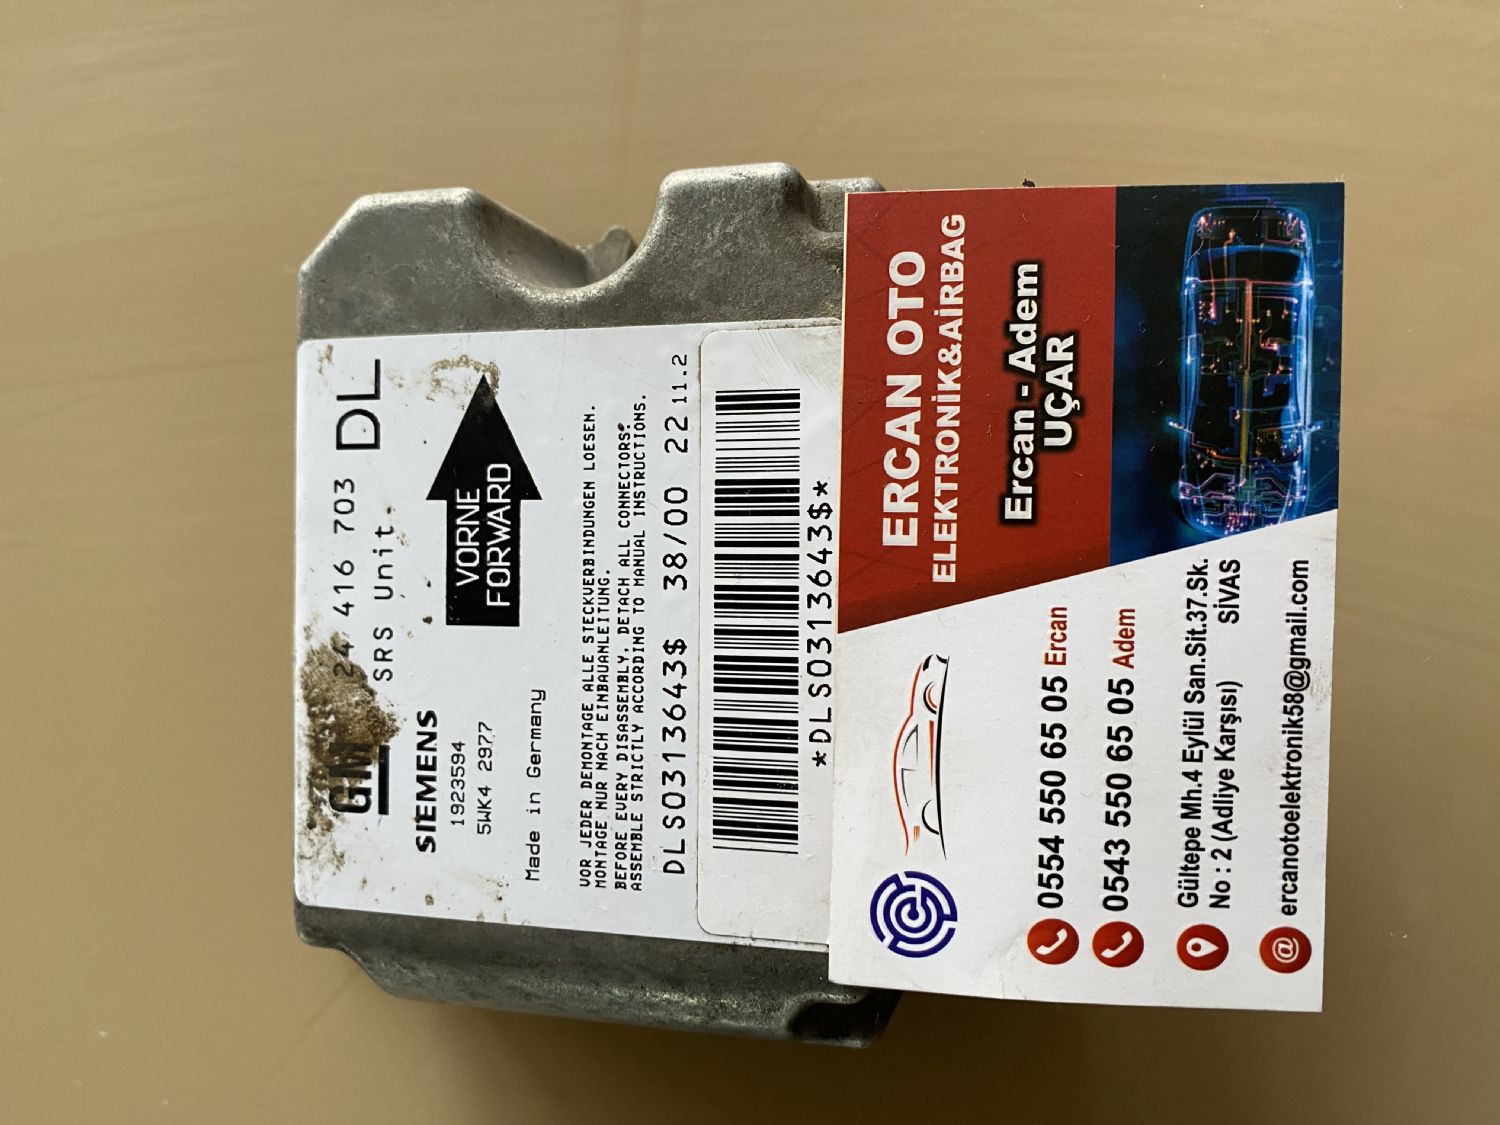 GM 24 416 703 DL
SRS Unit.
SIEMENS
1923594
5WK4 2977
VORNE
FORWARD
Made in Germany
VOR JEDER DEMONTAGE ALLE STECKVERBINDUNGEN LOESEN.
MONTAGE NUR NACH EINBAUANLEITUNG.
BEFORE EVERY DISASSEMBLY, DETACH ALL CONNECTORS.
ASSEMBLE STRICTLY ACCORDING TO MANUAL INSTRUCTIONS.
DLS0313643$ 38/00 22 11.2
*DLS0313643$*
ERCAN OTO
ELEKTRONİK&AİRBAG
Ercan - Adem
UÇAR
0554 550 65 05 Ercan
0543 550 65 05 Adem
Gültepe Mh.4 Eylül San.Sit.37.Sk.
No : 2 (Adliye Karşısı) SİVAS
@ ercanotoelektronik58@gmail.com